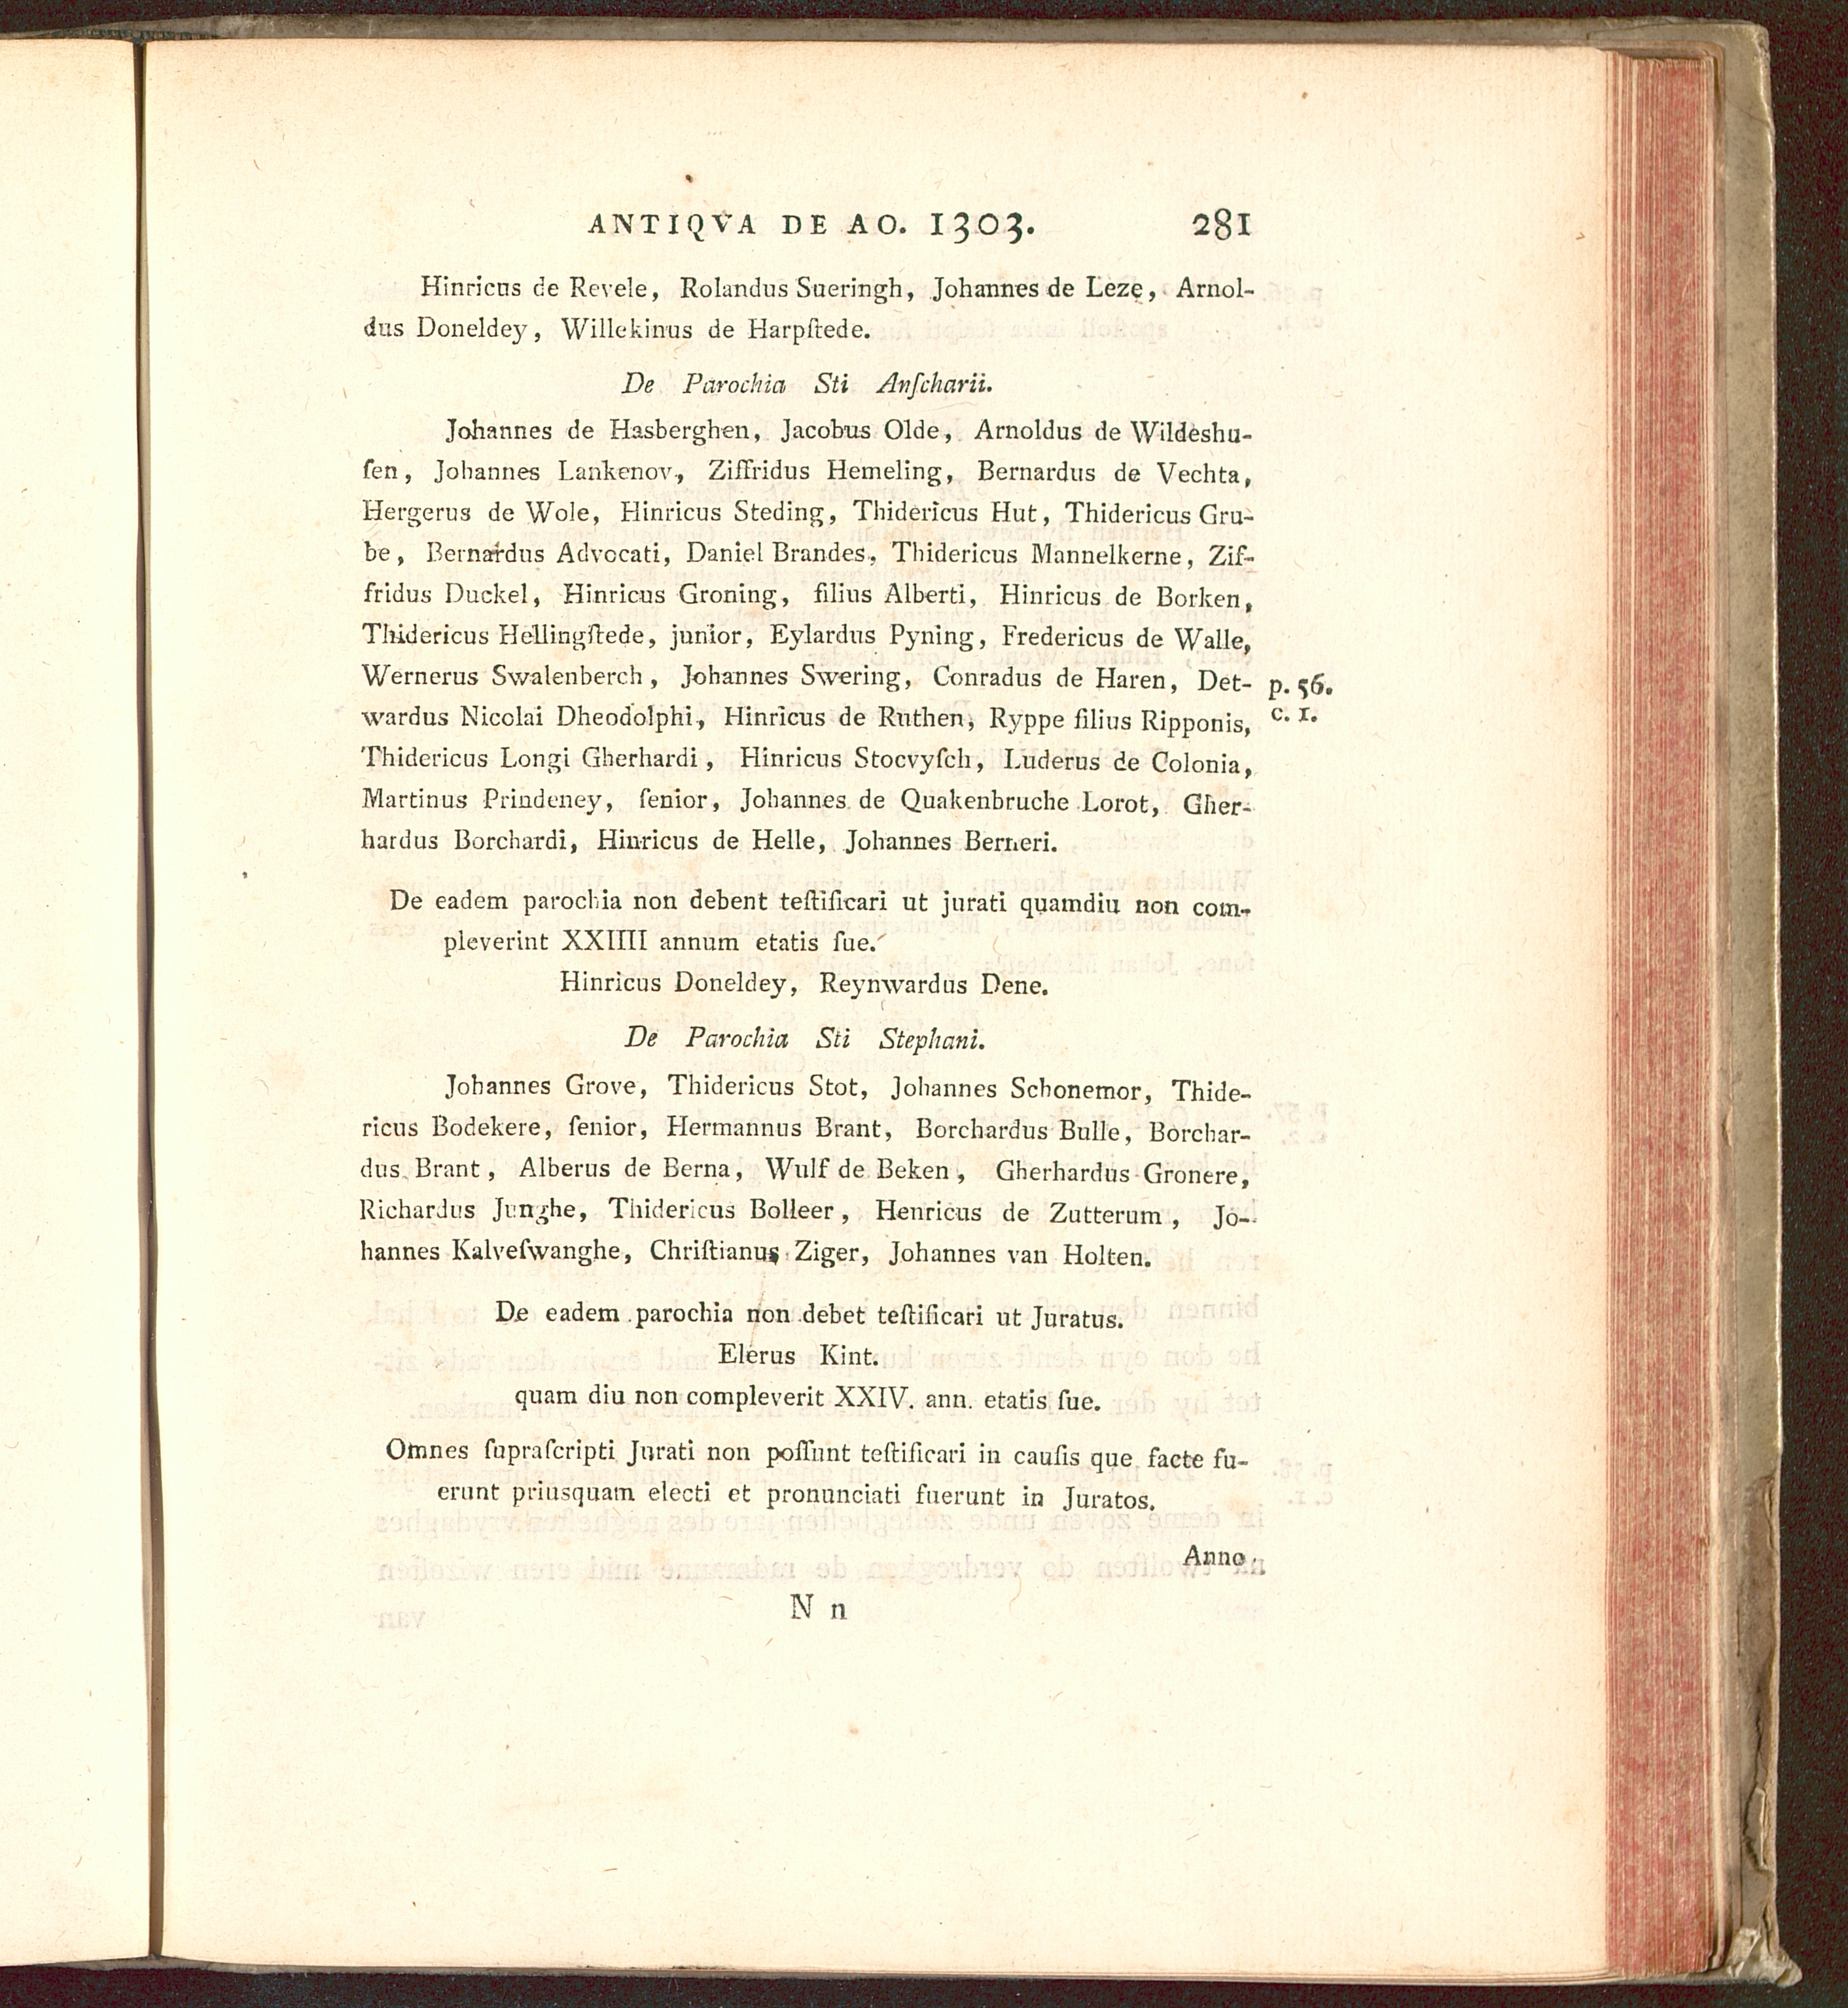 ANTIQVA DE AO. 1303. 281
Hinricus de Revele, Rolandus Sueringh, Johannes de Leze, Arnol-
dus Doneldey, Willekinus de Harpſtede.
De Parochia Sti Anſcharii.
Johannes de Hasberghen, Jacobus Olde, Arnoldus de Wildeshu-
ſen, Johannes Lankenov, Ziffridus Hemeling, Bernardus de Vechta,
Hergerus de Wole, Hinricus Steding, Thidericus Hut, Thidericus Gru-
be, Bernardus Advocati, Daniel Brandes, Thidericus Mannelkerne, Zif-
fridus Duckel, Hinricus Groning, filius Alberti, Hinricus de Borken,
Thidericus Hellingſtede, junior, Eylardus Pyning, Fredericus de Walle,
Wernerus Swalenberch, Johannes Swering, Conradus de Haren, Det- p. 56.
wardus Nicolai Dheodolphi, Hinricus de Ruthen, Ryppe filius Ripponis, c. 1.
Thidericus Longi Gherhardi, Hinricus Stocvyſch, Luderus de Colonia,
Martinus Prindeney, ſenior, Johannes de Quakenbruche Lorot, Gher-
hardus Borchardi, Hinricus de Helle, Johannes Berneri.
De eadem parochia non debent teſtificari ut jurati quamdiu non com-
pleverint XXIIII annum etatis ſue.
Hinricus Doneldey, Reynwardus Dene.
De Parochia Sti Stephani.
Johannes Grove, Thidericus Stot, Johannes Schonemor, Thide-
ricus Bodekere, ſenior, Hermannus Brant, Borchardus Bulle, Borchar-
dus Brant, Alberus de Berna, Wulf de Beken, Gherhardus Gronere,
Richardus Junghe, Thidericus Bolleer, Henricus de Zutterum, Jo-
hannes Kalveſwanghe, Chriſtianus Ziger, Johannes van Holten.
De eadem parochia non debet teſtificari ut Juratus.
Elerus Kint.
quam diu non compleverit XXIV. ann. etatis ſue.
Omnes ſupraſcripti Jurati non poſſunt teſtificari in cauſis que facte fu-
erunt priusquam electi et pronunciati fuerunt in Juratos.
Anno
N n